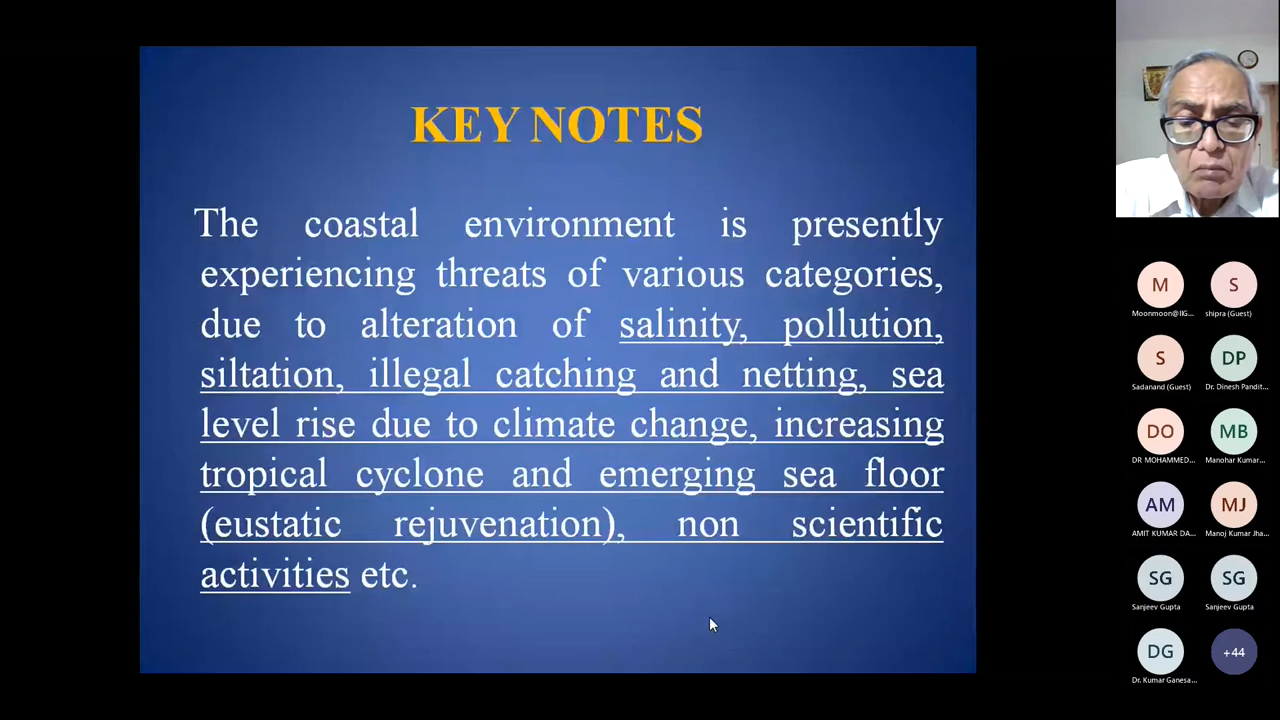 KEY NOTES
The coastal environment is presently
experiencing threats of various categories,
due to alteration of salinity, pollution,
siltation, illegal catching and netting, sea
level rise due to climate change, increasing
tropical cyclone and emerging sea floor
(eustatic rejuvenation), non scientific
activities etc.
M S
Moonmoon@IIG... shipra (Guest)
S DP
Sadanand (Guest) Dr. Dinesh Pandit...
DO MB
DR MOHAMMED... Manohar Kumar...
AM MJ
AMIT KUMAR DA... Manoj Kumar Jha...
SG SG
Sanjeev Gupta Sanjeev Gupta
DG +44
Dr. Kumar Ganesa...